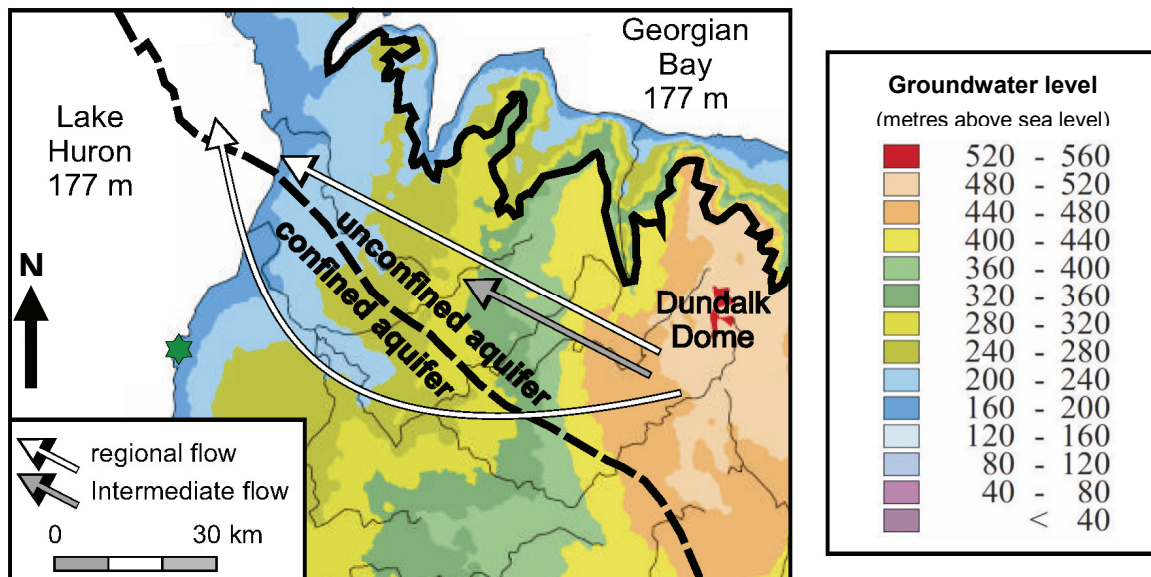 Georgian
Bay
177 m
Lake
Huron
177 m
N
unconfined aquifer
confined aquifer
Dundalk
Dome
regional flow
Intermediate flow
0 30 km
Groundwater level
(metres above sea level)
520 - 560
480 - 520
440 - 480
400 - 440
360 - 400
320 - 360
280 - 320
240 - 280
200 - 240
160 - 200
120 - 160
80 - 120
40 - 80
< 40